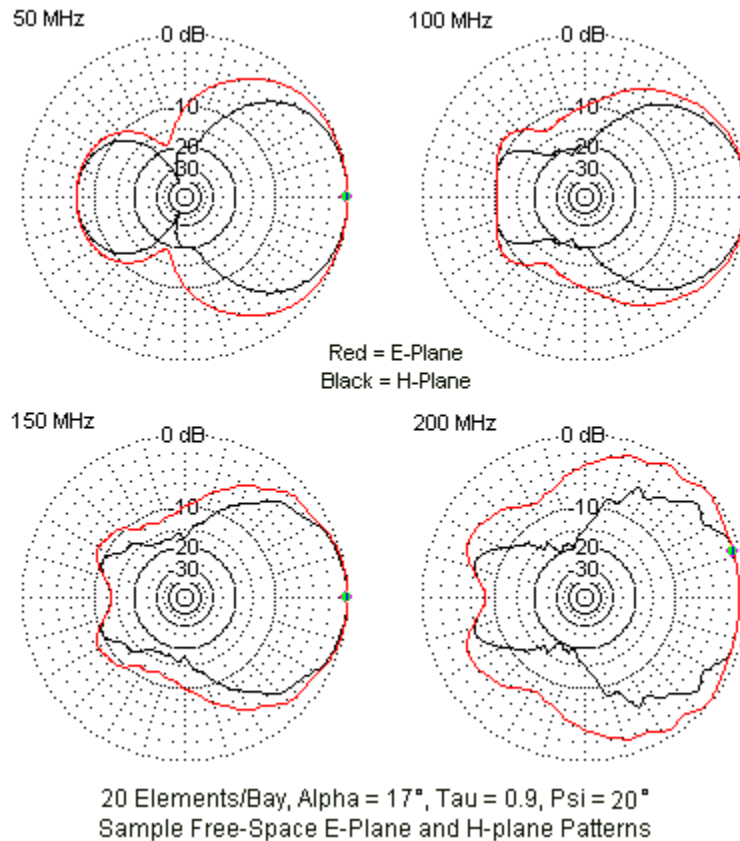 50 MHz
0 dB
-10
-20
-30
100 MHz
0 dB
-10
-20
-30
Red = E-Plane
Black = H-Plane
150 MHz
0 dB
-10
-20
-30
200 MHz
0 dB
-10
-20
-30
20 Elements/Bay, Alpha = 17°, Tau = 0.9, Psi = 20°
Sample Free-Space E-Plane and H-plane Patterns